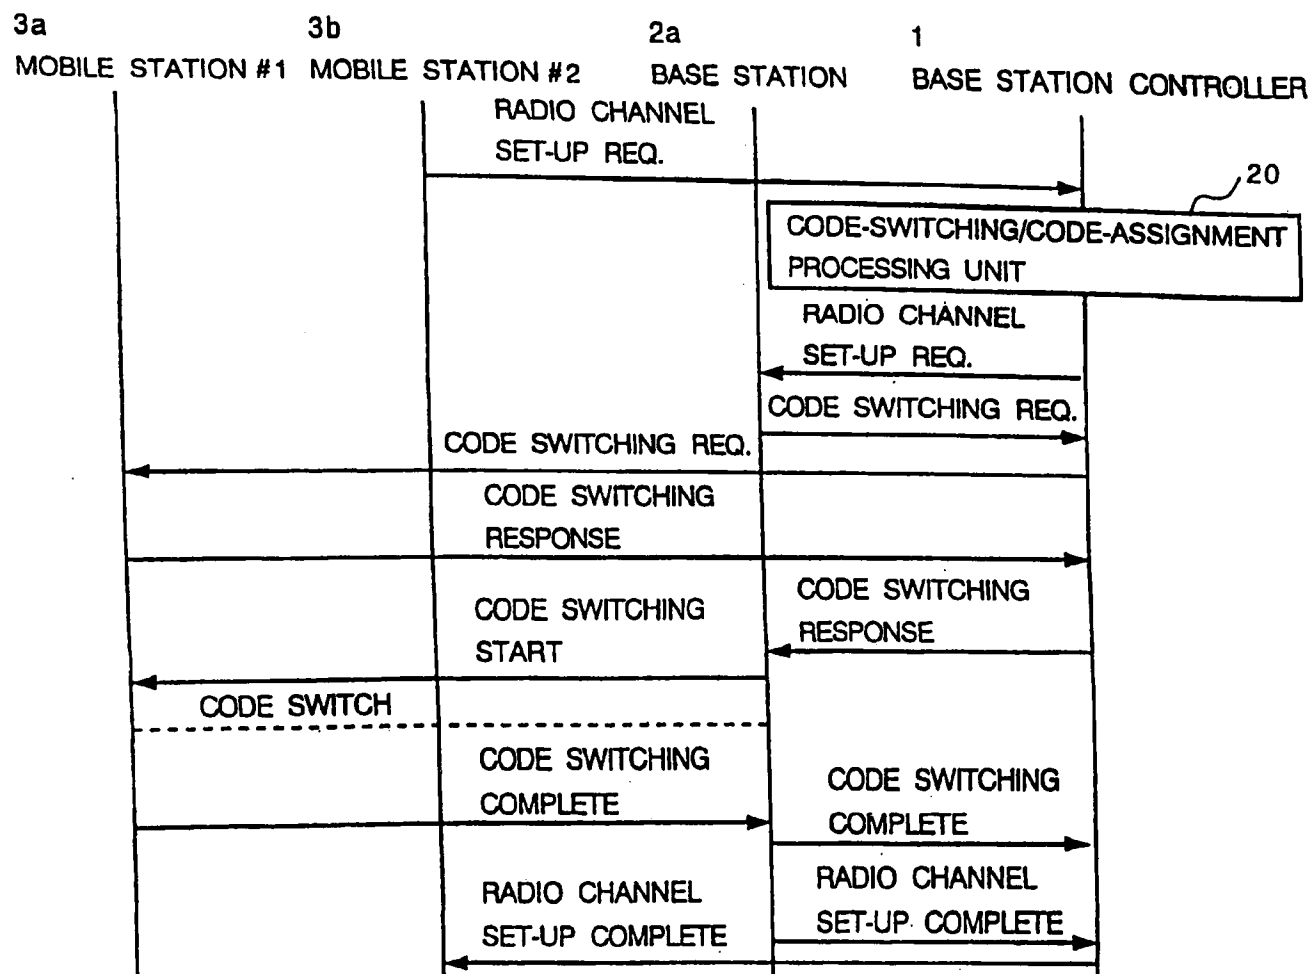 3a
3b
2a
1
MOBILE STATION #1
MOBILE STATION #2
BASE STATION
BASE STATION CONTROLLER
RADIO CHANNEL
SET-UP REQ.
20
CODE-SWITCHING/CODE-ASSIGNMENT
PROCESSING UNIT
RADIO CHANNEL
SET-UP REQ.
CODE SWITCHING REQ.
CODE SWITCHING REQ.
CODE SWITCHING
RESPONSE
CODE SWITCHING
RESPONSE
CODE SWITCHING
START
CODE SWITCH
CODE SWITCHING
COMPLETE
CODE SWITCHING
COMPLETE
RADIO CHANNEL
SET-UP COMPLETE
RADIO CHANNEL
SET-UP COMPLETE